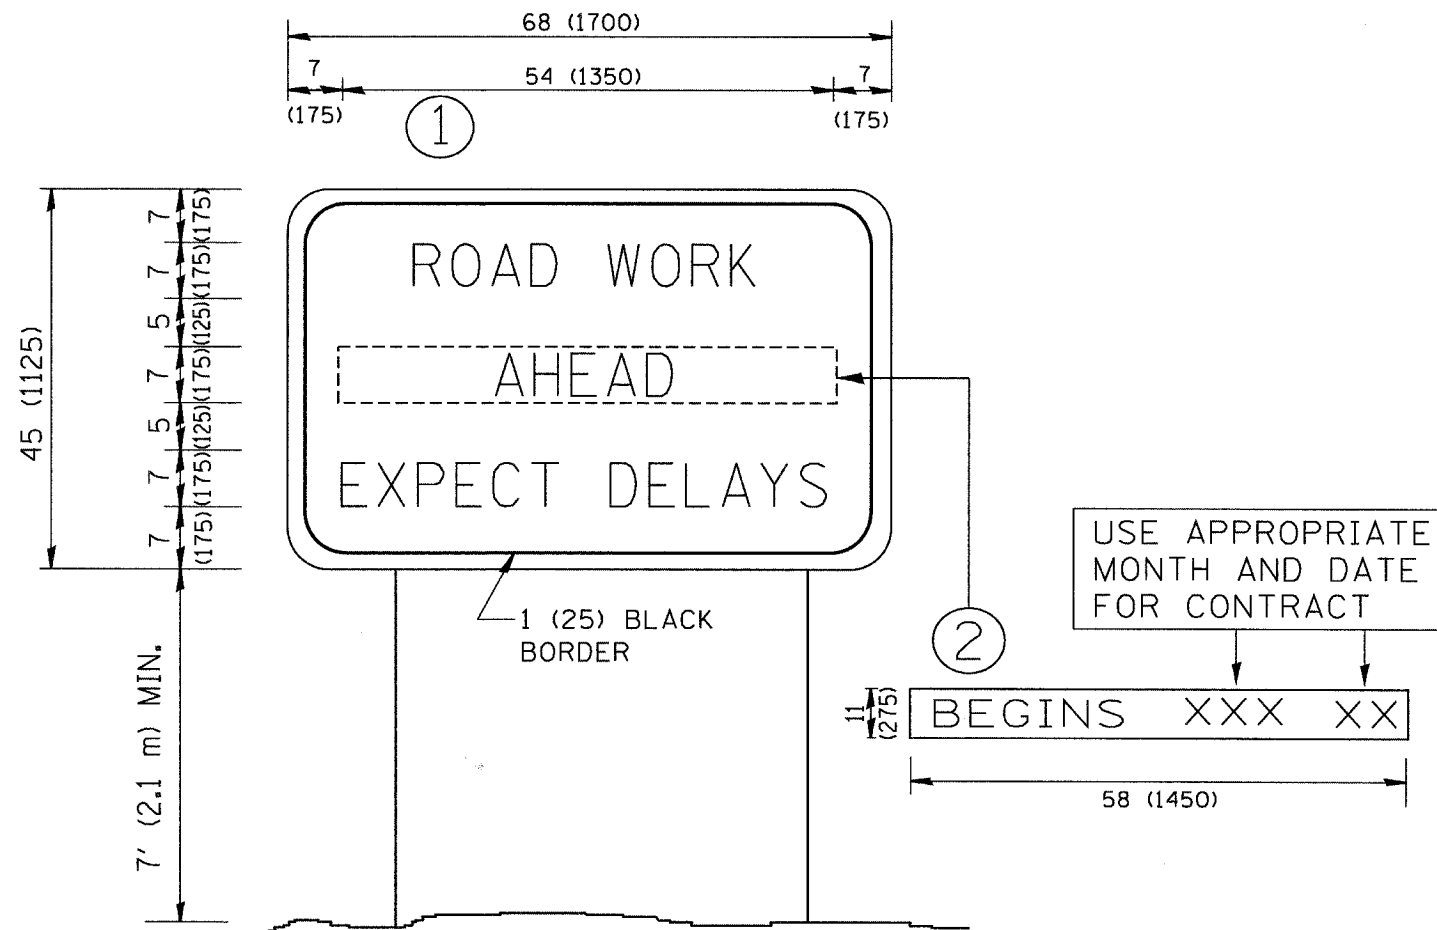 68 (1700)
7
54 (1350)
7
(175)
(175)
1
45 (1125)
7 (175)
7 (175)
5 (125)
7 (175)
5 (125)
7 (175)
7 (175)
ROAD WORK
AHEAD
EXPECT DELAYS
7' (2.1 m) MIN.
1 (25) BLACK
BORDER
2
USE APPROPRIATE
MONTH AND DATE
FOR CONTRACT
11
(275)
BEGINS XXX XX
58 (1450)